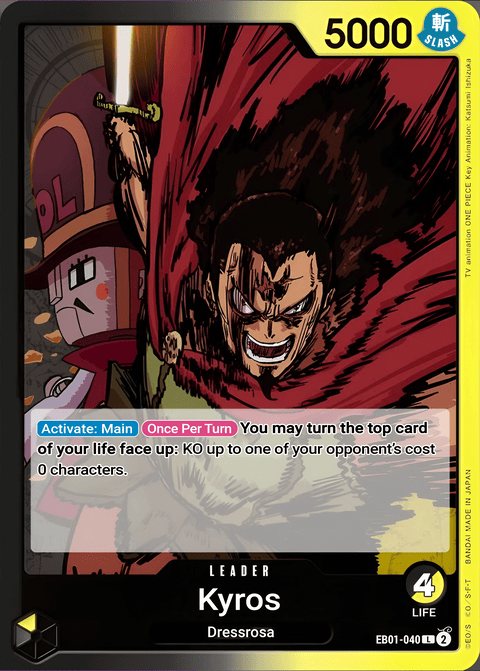 5000
斬
SLASH
TV animation ONE PIECE Key Animation: Katsumi Ishizuka
OL
Activate: Main Once Per Turn You may turn the top card
of your life face up: KO up to one of your opponent's cost
0 characters.
LEADER
Kyros
Dressrosa
4
LIFE
EB01-040 L 2
©E.O/S ©O/S·F·T BANDAI MADE IN JAPAN